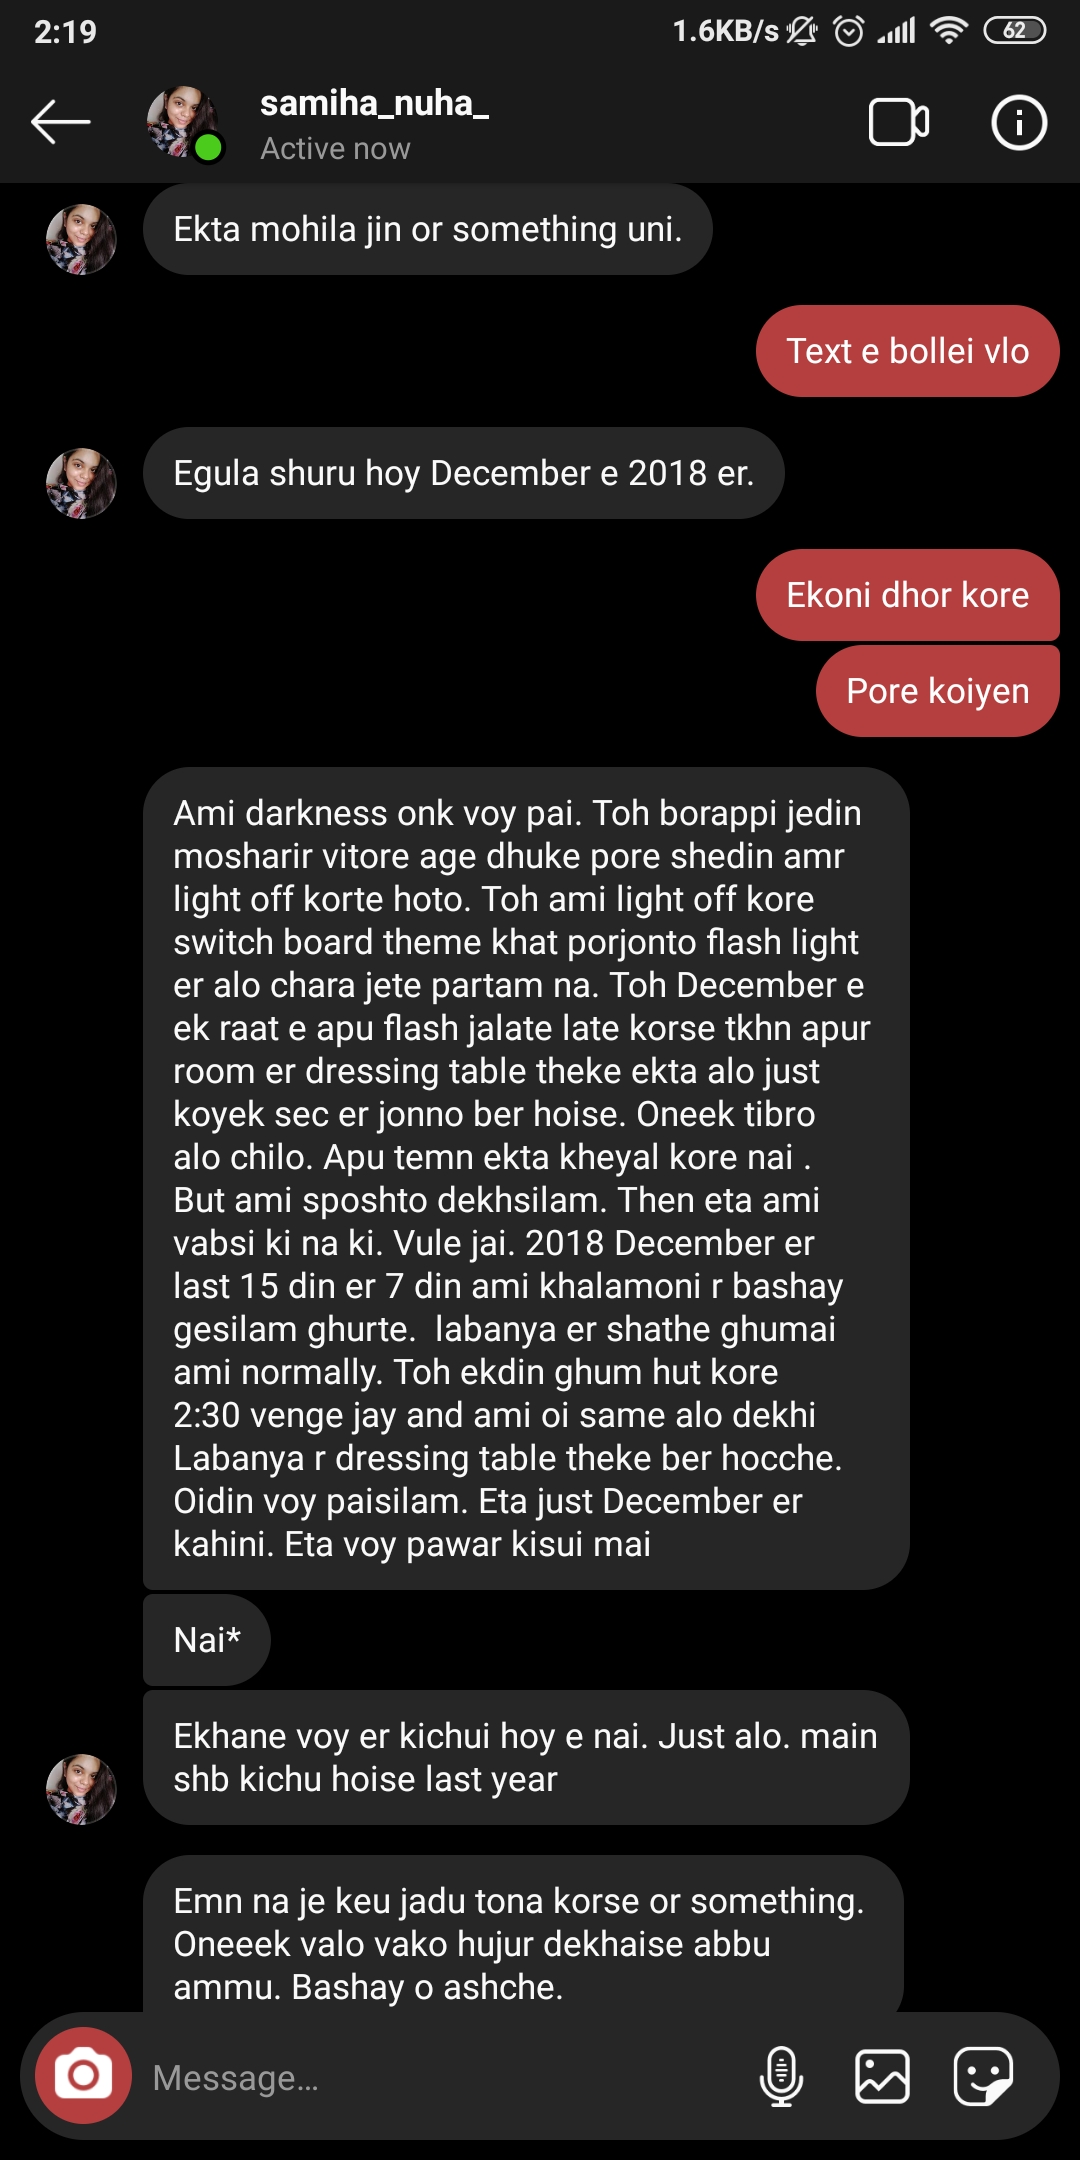 2:19
1.6KB/s
62
samiha_nuha_
Active now
Ekta mohila jin or something uni.
Text e bollei vlo
Egula shuru hoy December e 2018 er.
Ekoni dhor kore
Pore koiyen
Ami darkness onk voy pai. Toh borappi jedin
mosharir vitore age dhuke pore shedin amr
light off korte hoto. Toh ami light off kore
switch board theme khat porjonto flash light
er alo chara jete partam na. Toh December e
ek raat e apu flash jalate late korse tkhn apur
room er dressing table theke ekta alo just
koyek sec er jonno ber hoise. Oneek tibro
alo chilo. Apu temn ekta kheyal kore nai .
But ami sposhto dekhsilam. Then eta ami
vabsi ki na ki. Vule jai. 2018 December er
last 15 din er 7 din ami khalamoni r bashay
gesilam ghurte.  labanya er shathe ghumai
ami normally. Toh ekdin ghum hut kore
2:30 venge jay and ami oi same alo dekhi
Labanya r dressing table theke ber hocche.
Oidin voy paisilam. Eta just December er
kahini. Eta voy pawar kisui mai
Nai*
Ekhane voy er kichui hoy e nai. Just alo. main
shb kichu hoise last year
Emn na je keu jadu tona korse or something.
Oneeek valo vako hujur dekhaise abbu
ammu. Bashay o ashche.
Message...